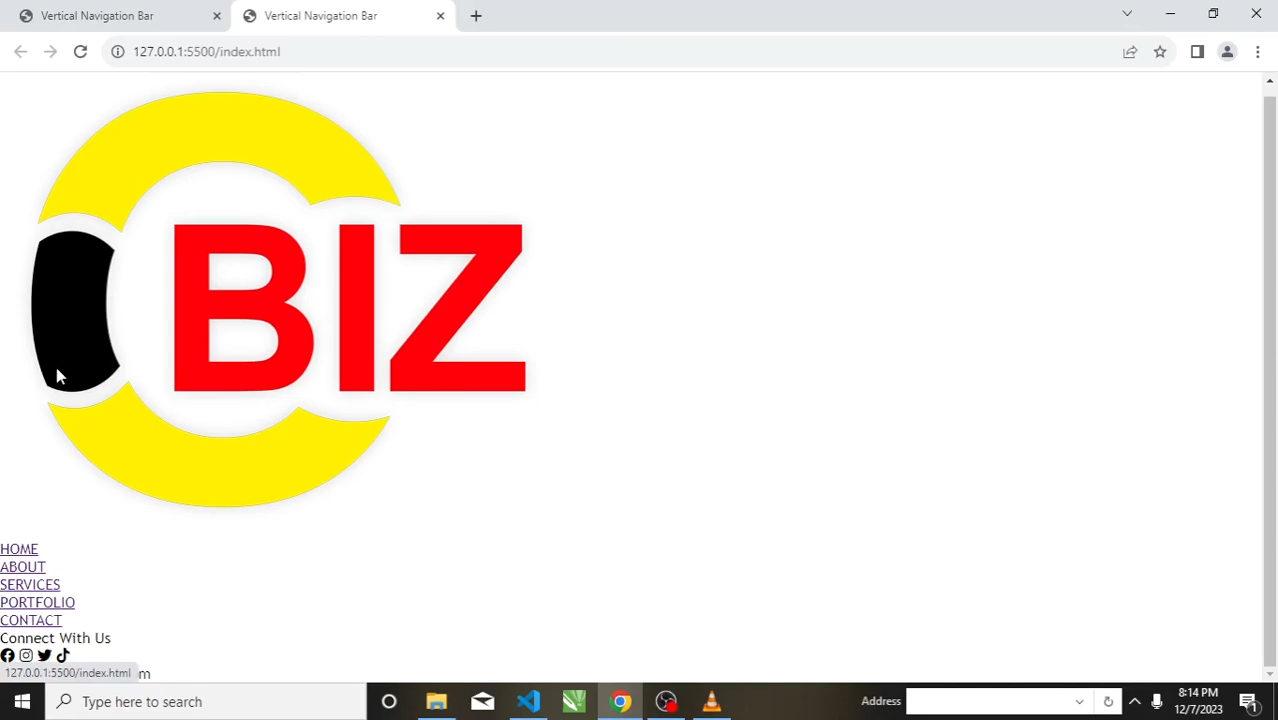 Vertical Navigation Bar
Vertical Navigation Bar
127.0.0.1:5500/index.html
BIZ
HOME
ABOUT
SERVICES
PORTFOLIO
CONTACT
Connect With Us
127.0.0.1:5500/index.html
Type here to search
Address
8:14 PM
12/7/2023
1